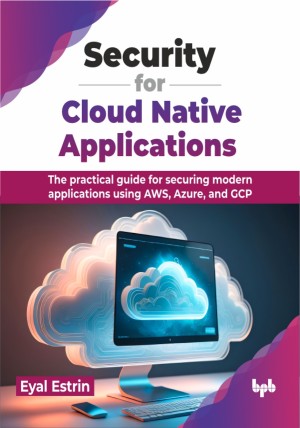 Security
for
Cloud Native
Applications
The practical guide for securing modern
applications using AWS, Azure, and GCP
Eyal Estrin
bpb